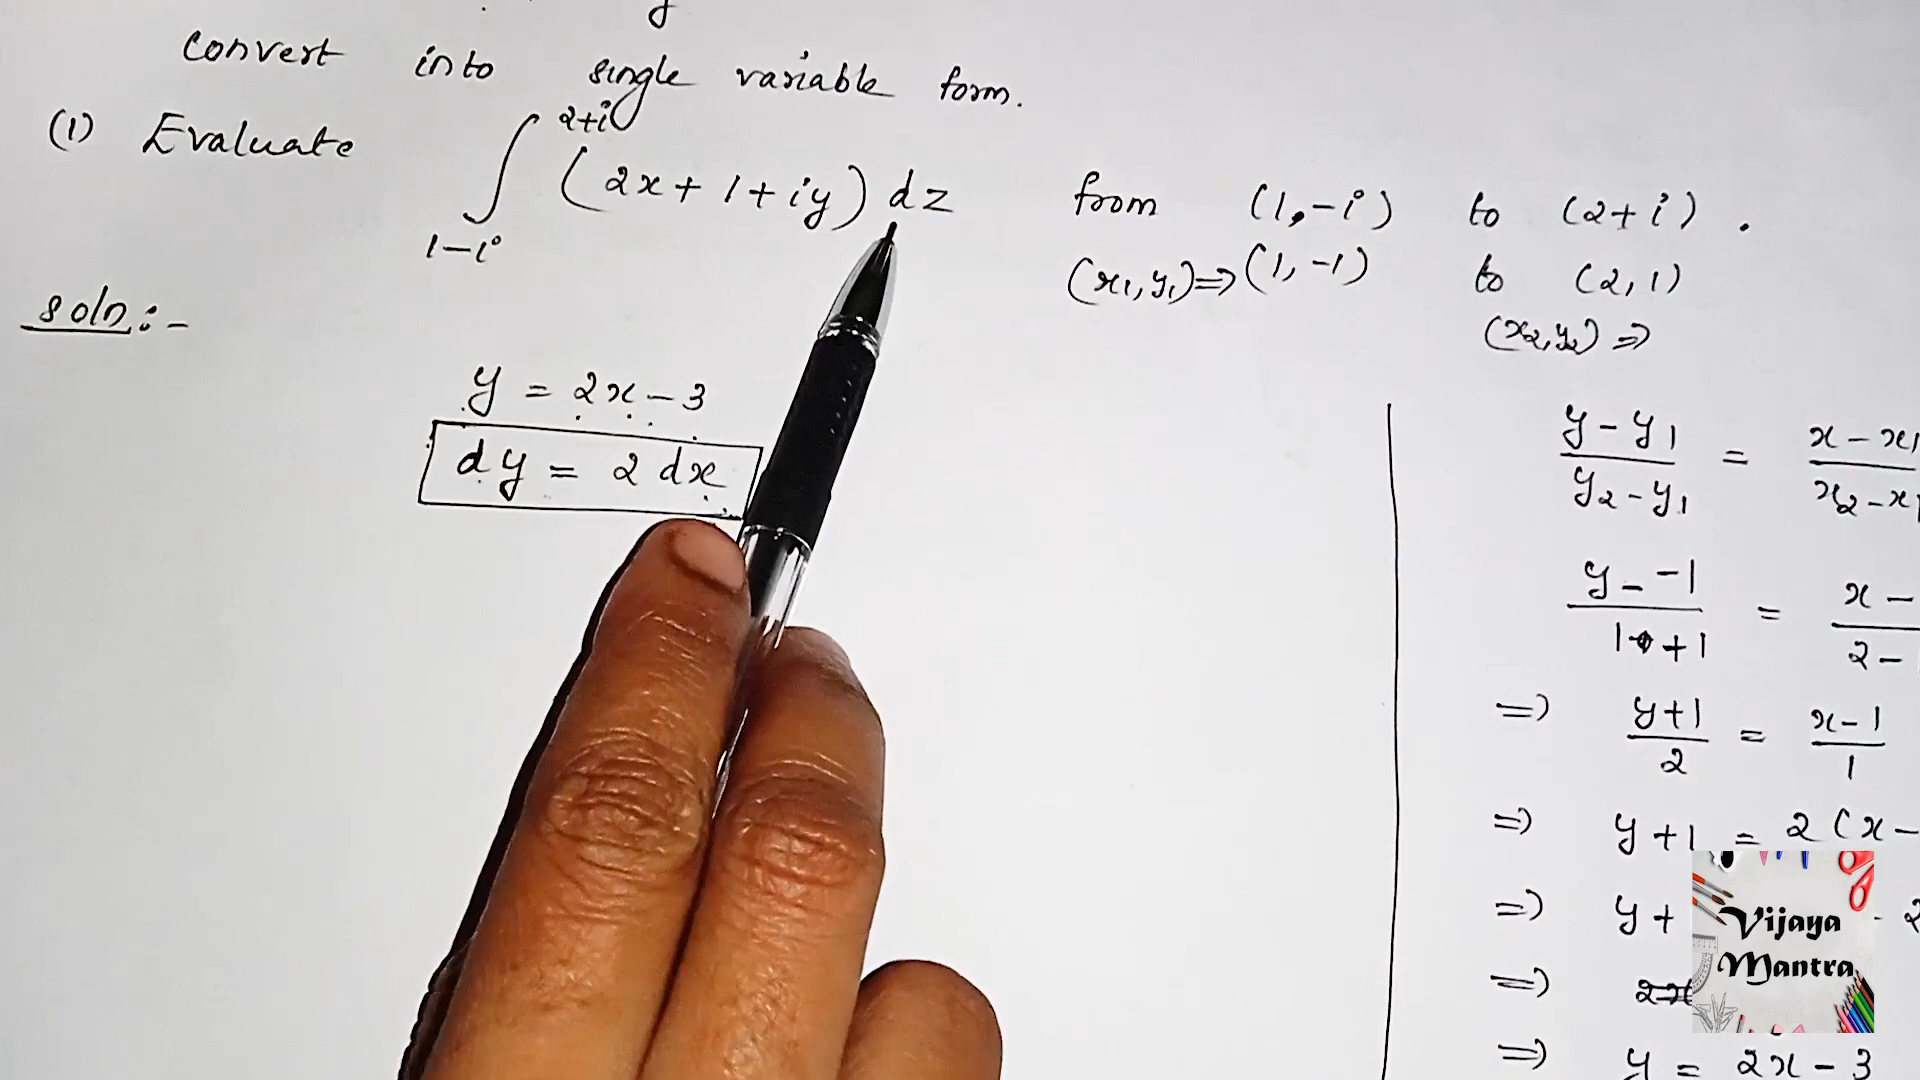 convert into single variable form.
(1) Evaluate ∫_{1-i}^{2+i} (2x+1+iy) dz from (1,-i) to (2+i).
(x1,y1)⇒(1,-1) to (2,1)
(x2,y2)⇒
soln:-
y = 2x-3
dy = 2 dx
y-y1 / y2-y1 = x-x1 / x2-x1
y - -1 / 1+1 = x- / 2-
=) y+1 / 2 = x-1 / 1
=) y+1 = 2(x-
=) y+ - 2
=)
=) y = 2x-3
Vijaya
Mantra